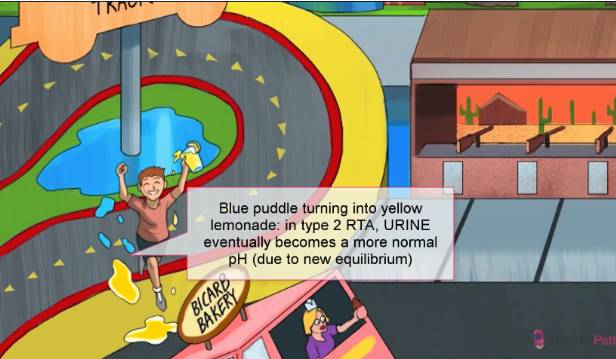 Blue puddle turning into yellow
lemonade: in type 2 RTA, URINE
eventually becomes a more normal
pH (due to new equilibrium)
BICARB
BAKERY